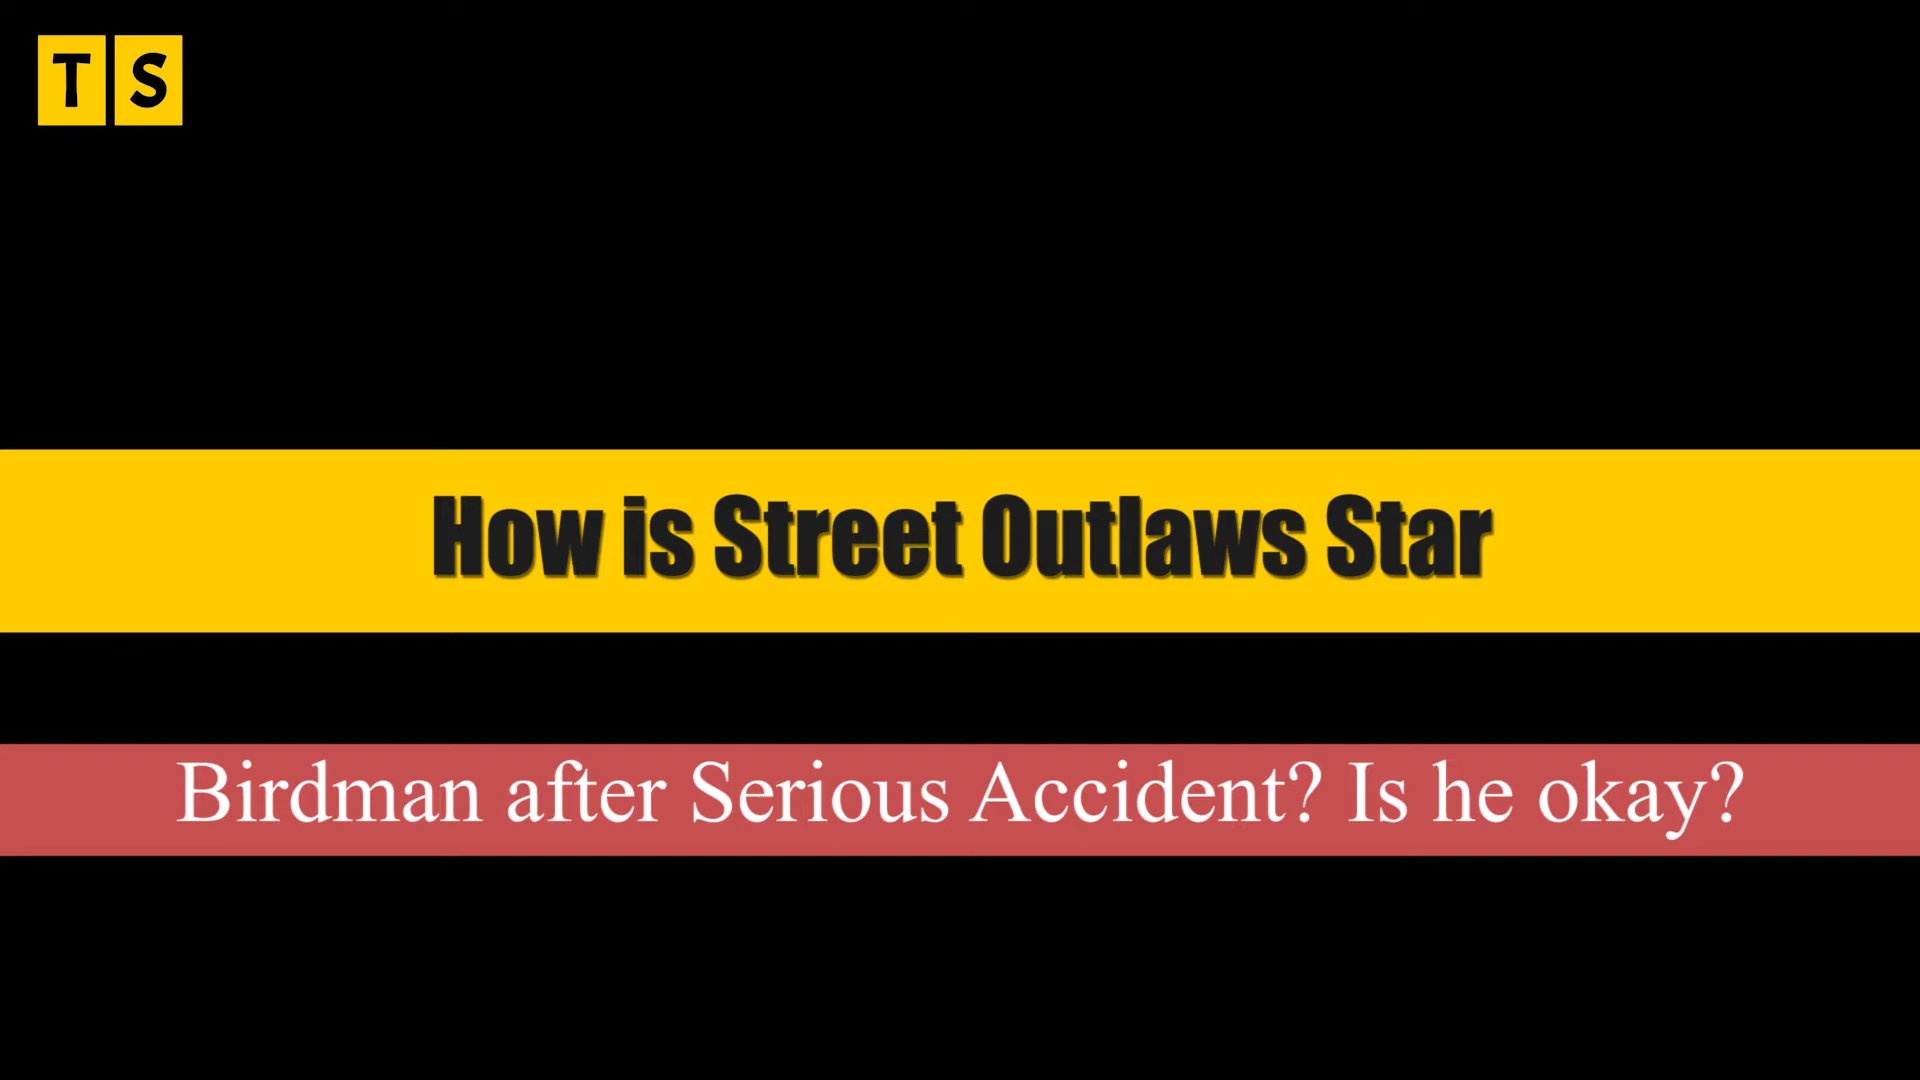 TS
How is Street Outlaws Star
Birdman after Serious Accident? Is he okay?